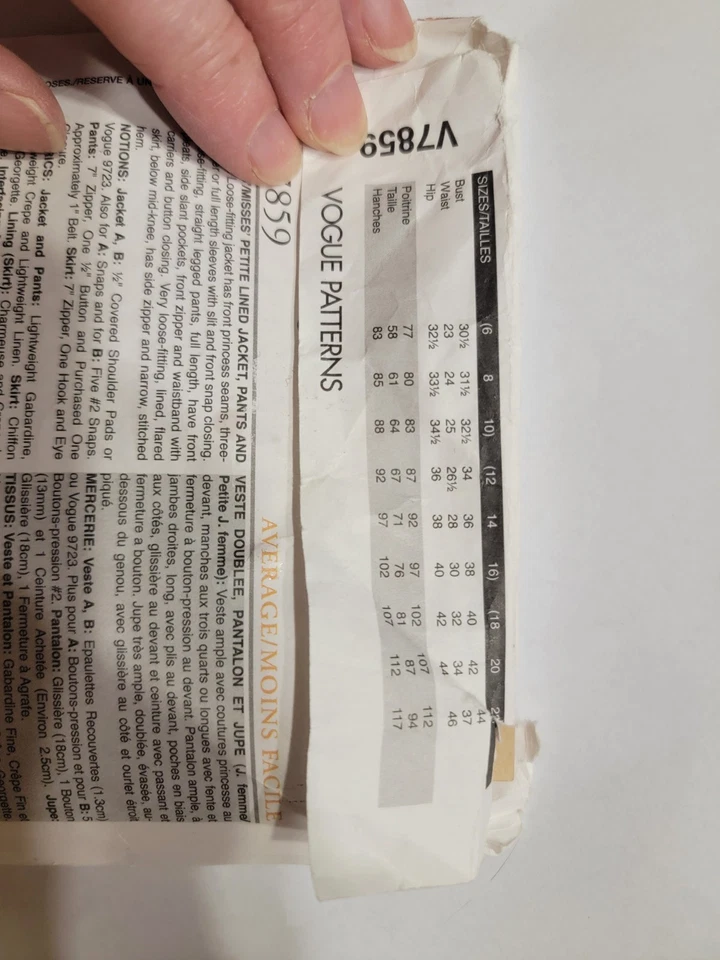 V7859
SIZES/TAILLES (6 8 10) (12 14 16) (18 20
Bust 30½ 31½ 32½ 34 36 38 40 42 44
Waist 23 24 25 26½ 28 30 32 34 37
Hip 32½ 33½ 34½ 36 38 40 42 44 46
Poitrine 77 80 83 87 92 97 102 107 112
Taille 58 61 64 67 71 76 81 87 94
Hanches 83 85 88 92 97 102 107 112 117
VOGUE PATTERNS
7859
AVERAGE/MOINS FACILE
/MISSES' PETITE LINED JACKET, PANTS AND
Loose-fitting jacket has front princess seams, three-
or full length sleeves with slit and front snap closing.
-fitting, straight legged pants, full length, have front
side slant pockets, front zipper and waistband with
carriers and button closing. Very loose-fitting, lined, flared
skirt, below mid-knee, has side zipper and narrow, stitched
hem.
NOTIONS: Jacket A, B: ½" Covered Shoulder Pads or
Vogue 9723. Also for A: Snaps and for B: Five #2 Snaps.
Pants: 7" Zipper, One ½" Button and Purchased One
Approximately 1" Belt. Skirt: 7" Zipper, One Hook and Eye
Jacket and Pants: Lightweight Gabardine,
weight Crepe and Lightweight Linen. Skirt: Chiffon
Georgette. Lining (Skirt): Charmeuse and
VESTE DOUBLEE, PANTALON ET JUPE (J. femme/
Petite J. femme): Veste ample avec coutures princesse au
devant, manches aux trois quarts ou longues avec fente et
fermeture à bouton-pression au devant. Pantalon ample, à
jambes droites, long, avec plis au devant, poches en biais
aux côtés, glissière au devant et ceinture avec passant et
fermeture a bouton. Jupe très ample, doublée, évasée, au-
dessous du genou, avec glissière au côté et ourlet étroit
piqué.
MERCERIE: Veste A, B: Epaulettes Recouvertes (1.3cm)
ou Vogue 9723. Plus pour A: Boutons-pression et pour B: 5
Boutons-pression #2. Pantalon: Glissière (18cm), 1 Bouton
(13mm) et 1 Ceinture Achetée (Environ 2.5cm). Jupe:
Glissière (18cm), 1 Fermeture à Agrafe.
TISSUS: Veste et Pantalon: Gabardine Fine, Crêpe Fin et